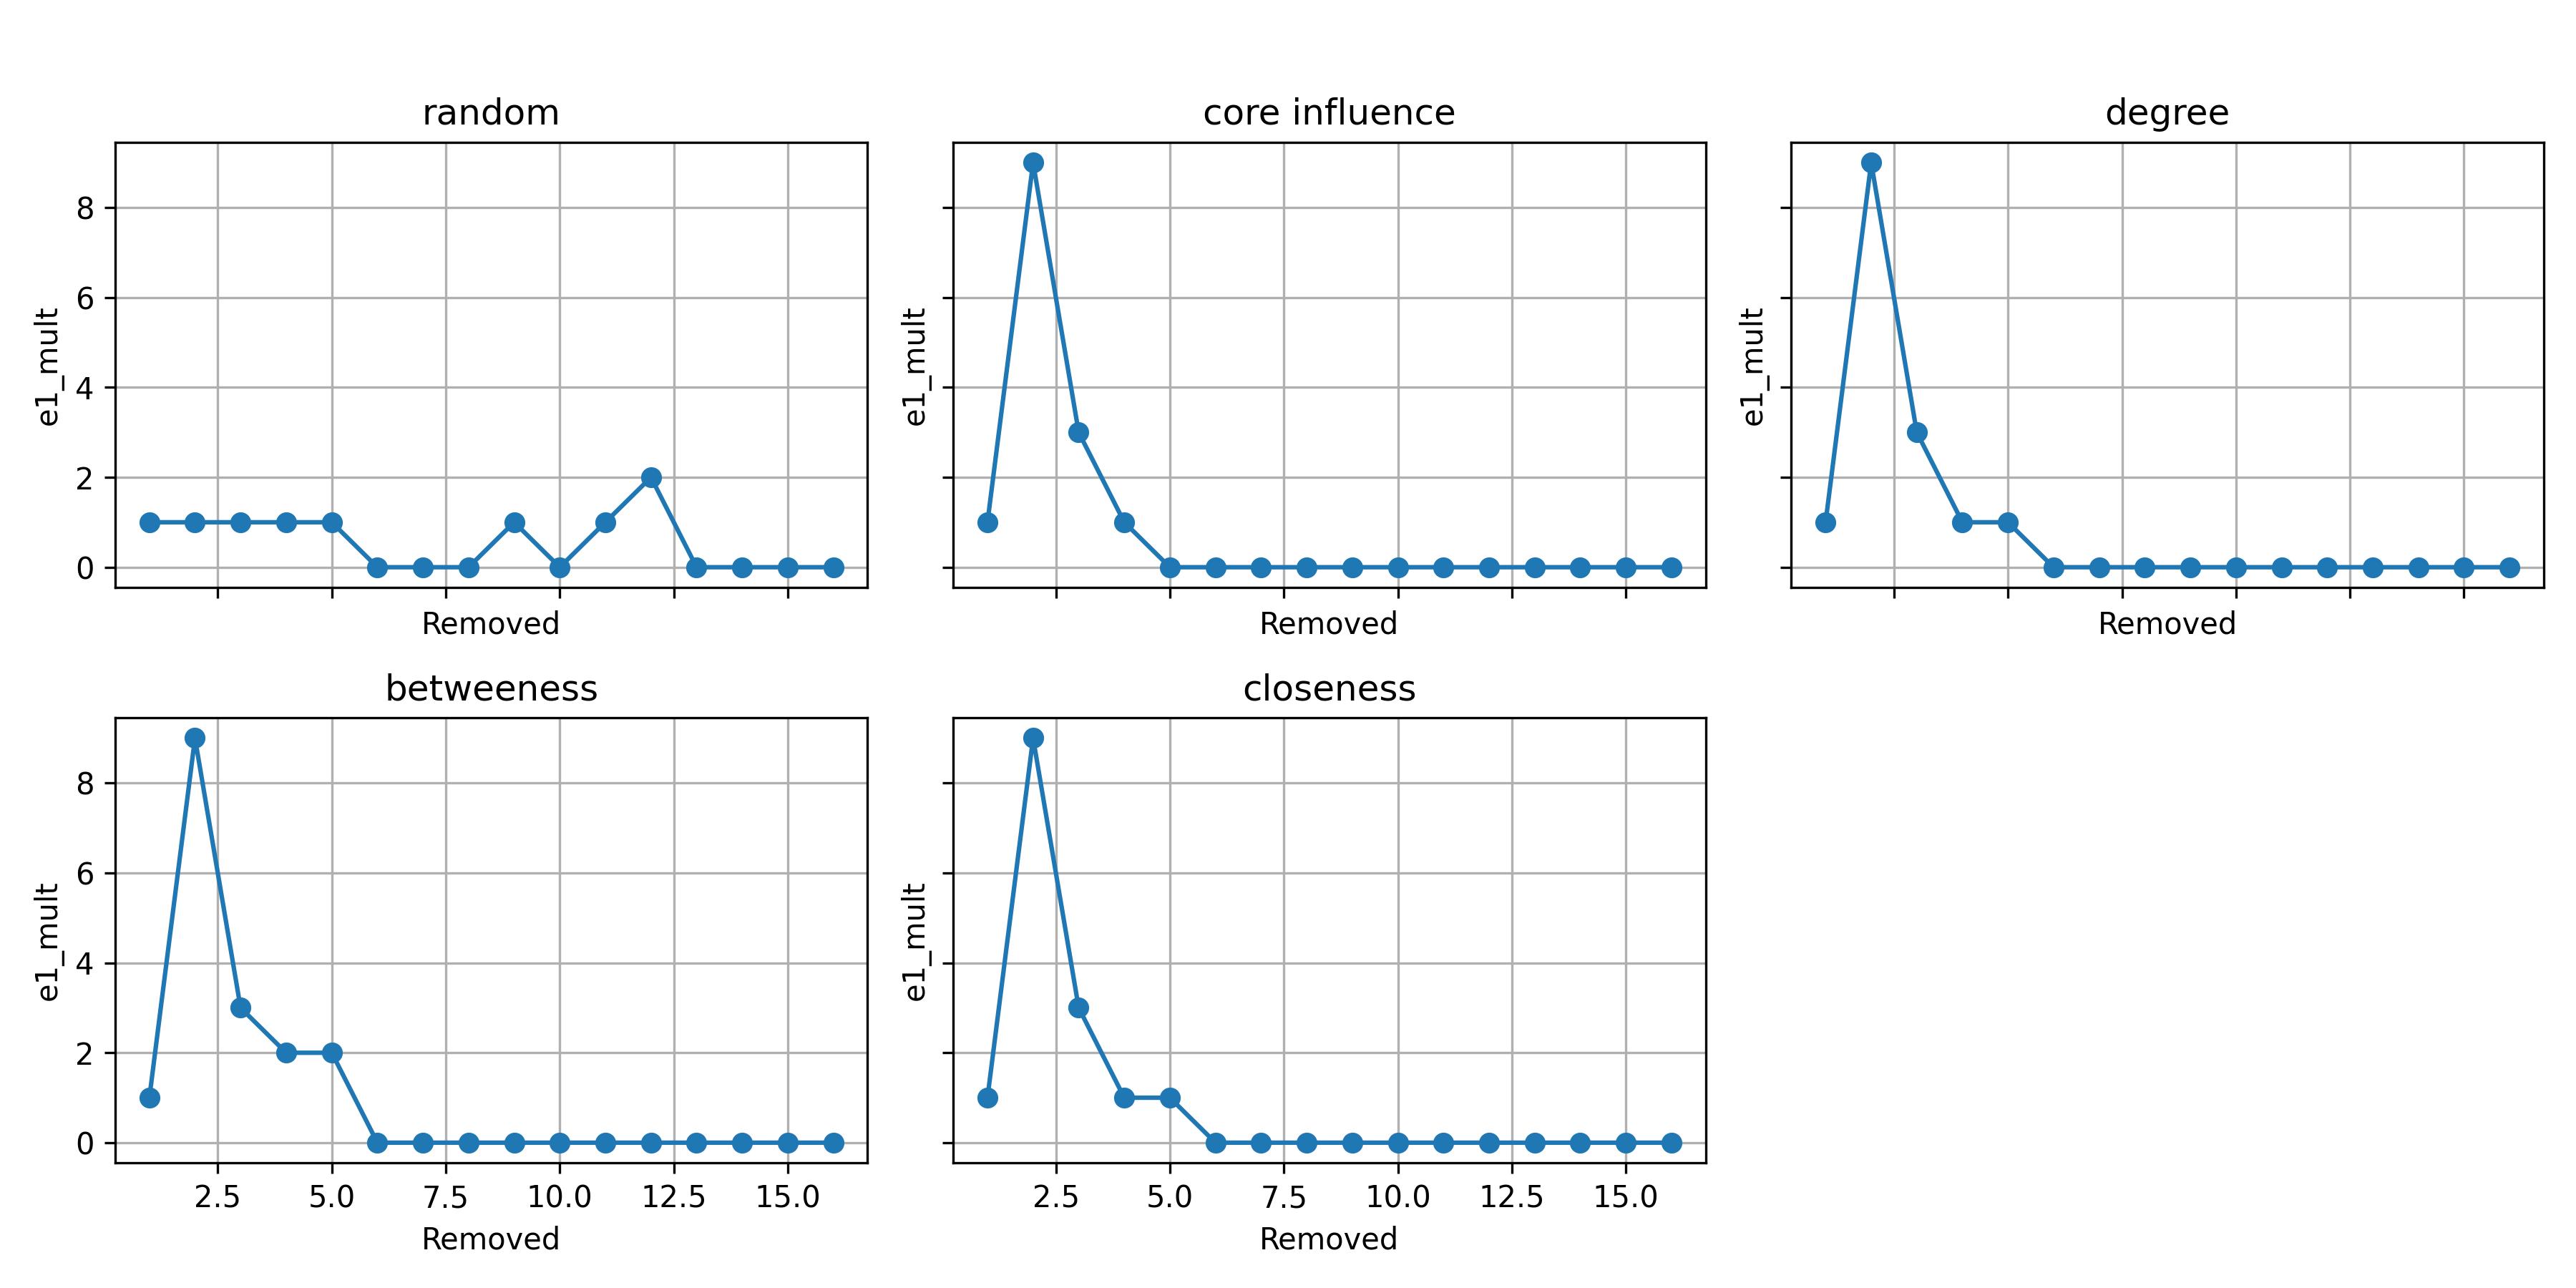 random
core influence
degree
8
6
4
2
0
e1_mult
e1_mult
e1_mult
Removed
Removed
Removed
betweeness
closeness
8
6
4
2
0
e1_mult
e1_mult
2.5 5.0 7.5 10.0 12.5 15.0
2.5 5.0 7.5 10.0 12.5 15.0
Removed
Removed